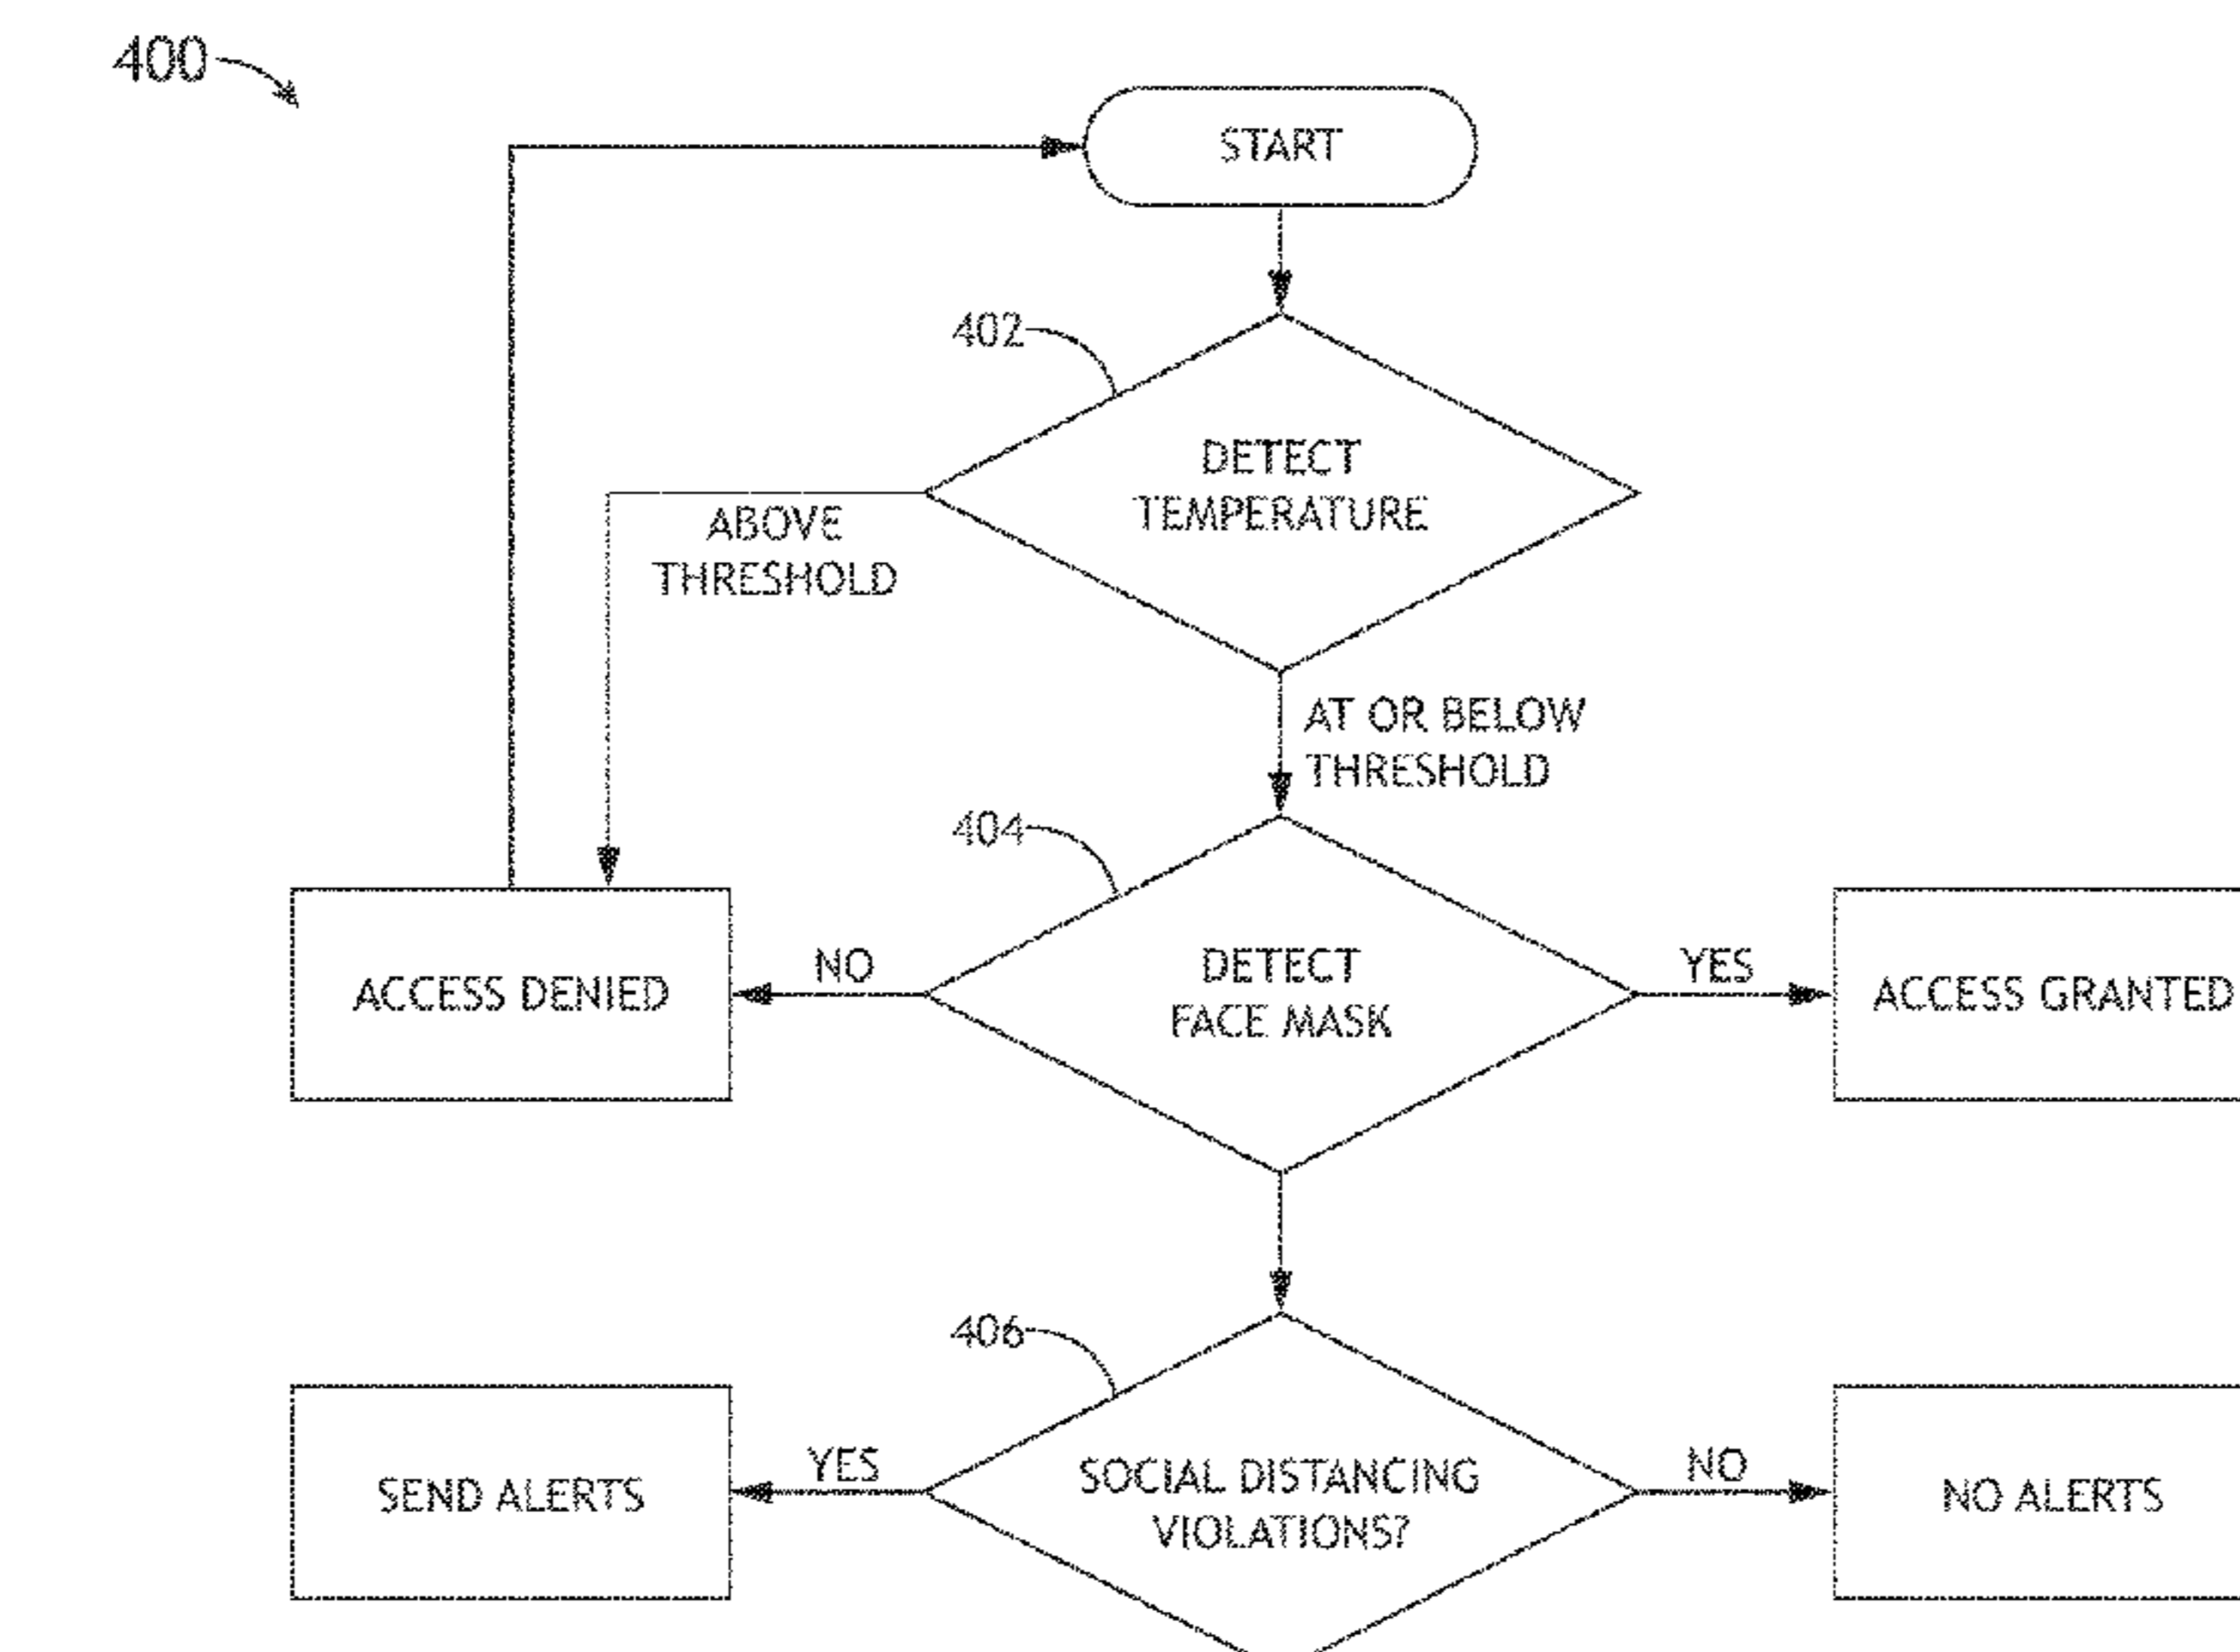 400
START
402
DETECT
TEMPERATURE
ABOVE
THRESHOLD
AT OR BELOW
THRESHOLD
404
ACCESS DENIED
NO
DETECT
FACE MASK
YES
ACCESS GRANTED
406
SEND ALERTS
YES
SOCIAL DISTANCING
VIOLATIONS?
NO
NO ALERTS